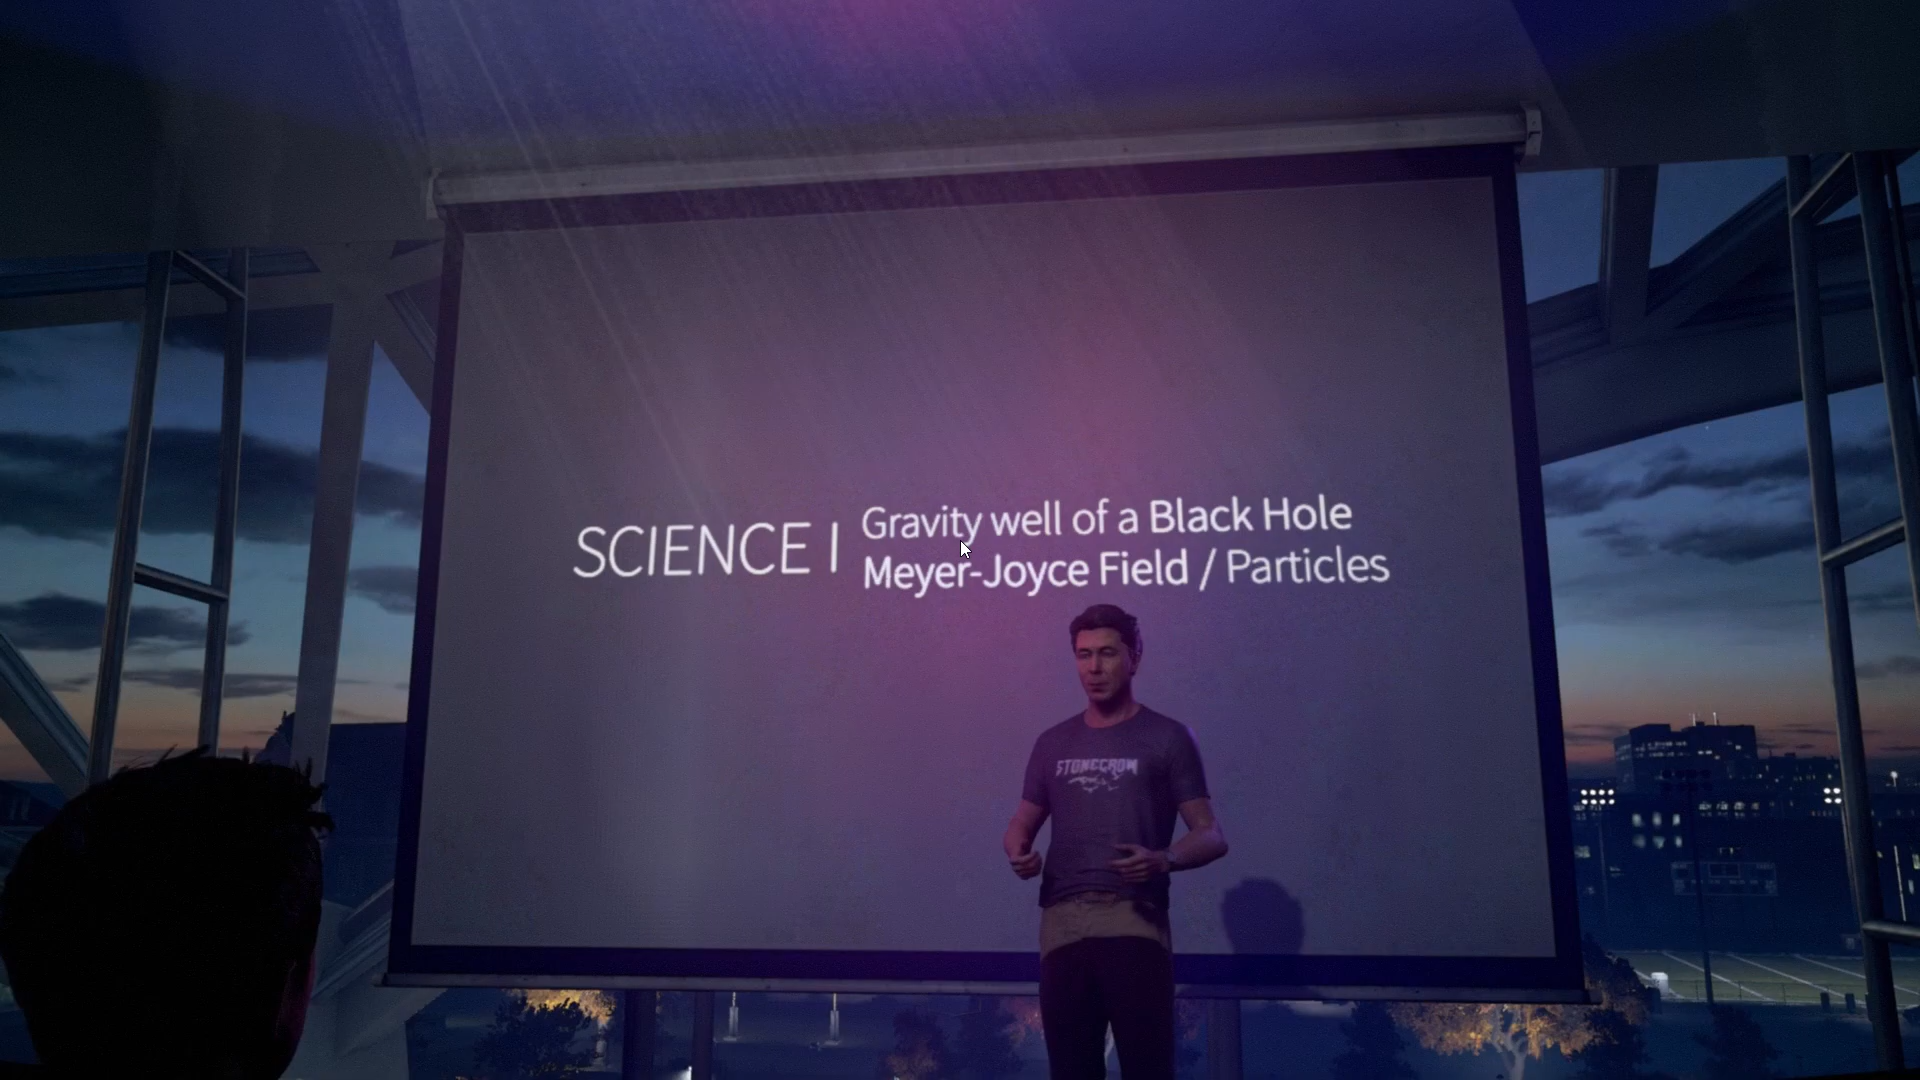 SCIENCE |
Gravity well of a Black Hole
Meyer-Joyce Field / Particles
STONECROW